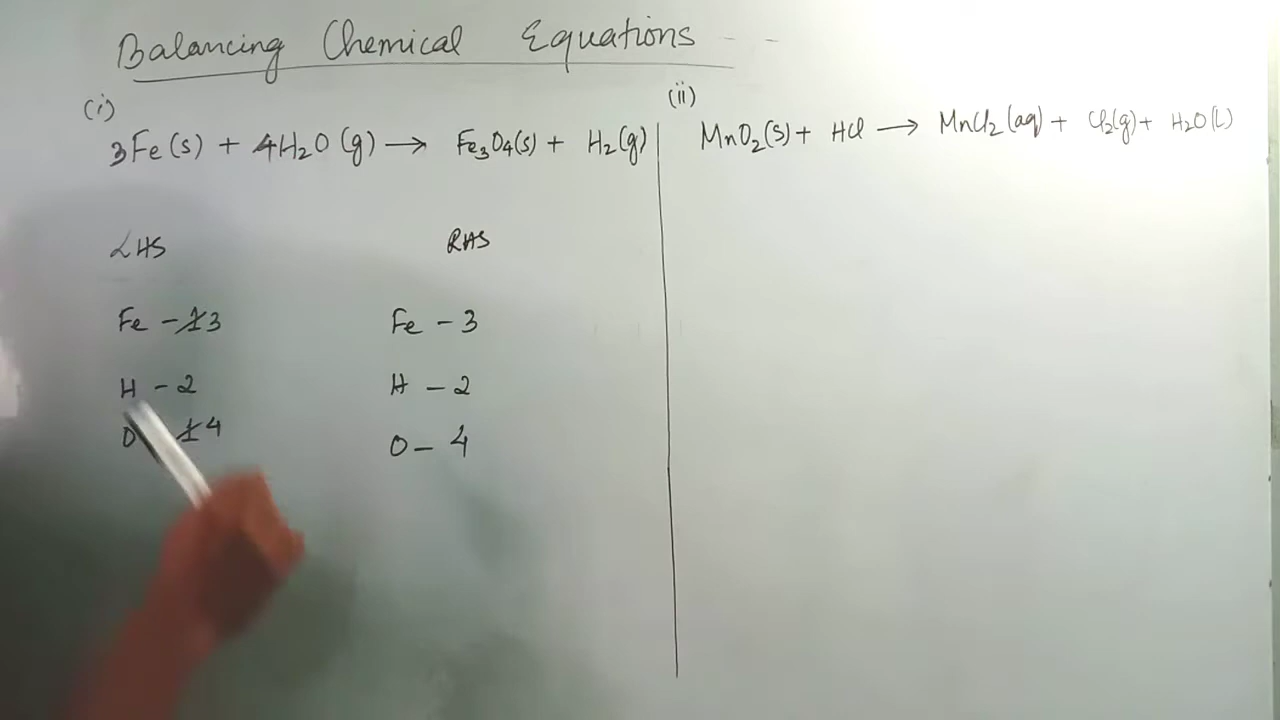 Balancing Chemical Equations - -
(i)
3Fe(s) + 4H₂O(g) → Fe₃O₄(s) + H₂(g)
LHS RHS
Fe - 1 3 Fe - 3
H - 2 H - 2
O 1 4 O - 4
(ii)
MnO₂(s) + HCl → MnCl₂(aq) + Cl₂(g) + H₂O(l)